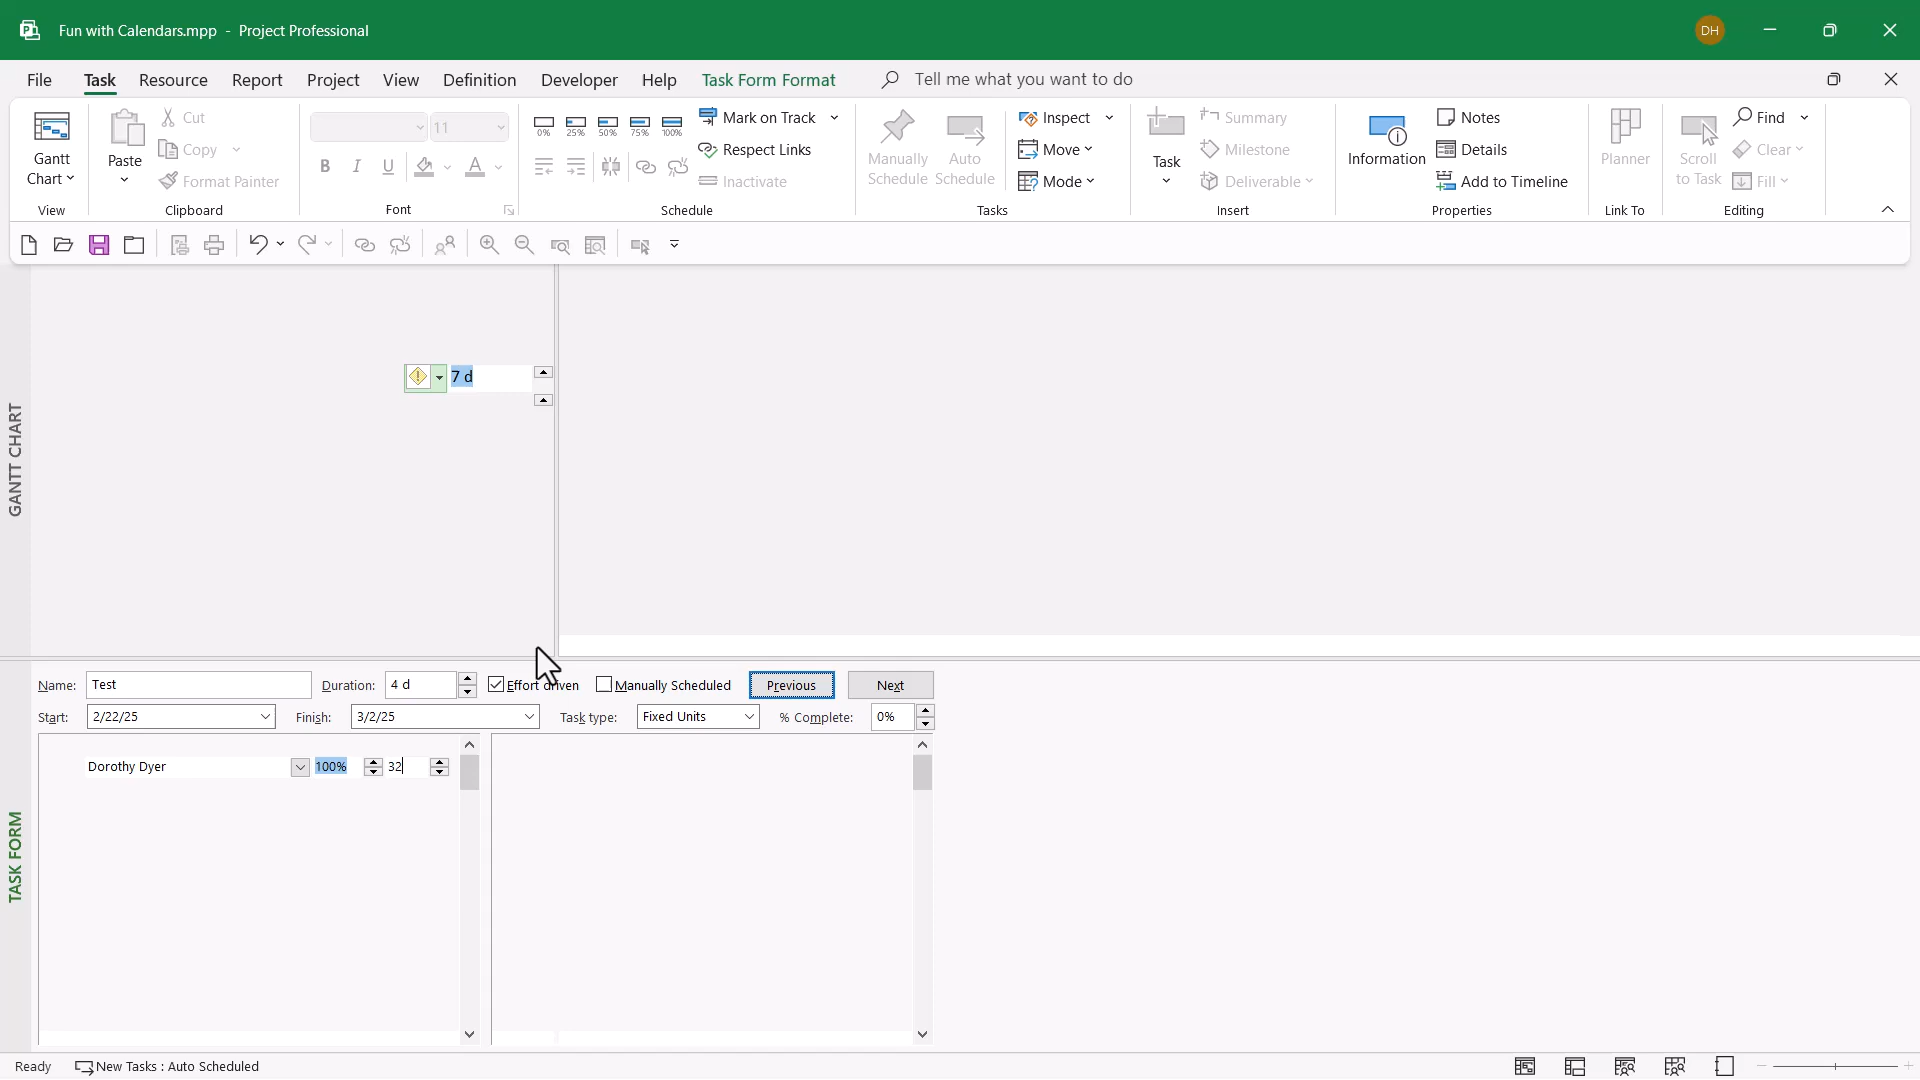 Fun with Calendars.mpp - Project Professional
DH
File Task Resource Report Project View Definition Developer Help Task Form Format Tell me what you want to do
Gantt Chart
View
Paste
Cut
Copy
Format Painter
Clipboard
11
B I U A
Font
0% 25% 50% 75% 100%
Mark on Track
Respect Links
Inactivate
Schedule
Manually Schedule
Auto Schedule
Inspect
Move
Mode
Tasks
Task
Summary
Milestone
Deliverable
Insert
Information
Notes
Details
Add to Timeline
Properties
Planner
Link To
Scroll to Task
Find
Clear
Fill
Editing
GANTT CHART
7 d
TASK FORM
Name: Test Duration: 4 d Effort driven Manually Scheduled Previous Next
Start: 2/22/25 Finish: 3/2/25 Task type: Fixed Units % Complete: 0%
Dorothy Dyer 100% 32
Ready New Tasks : Auto Scheduled